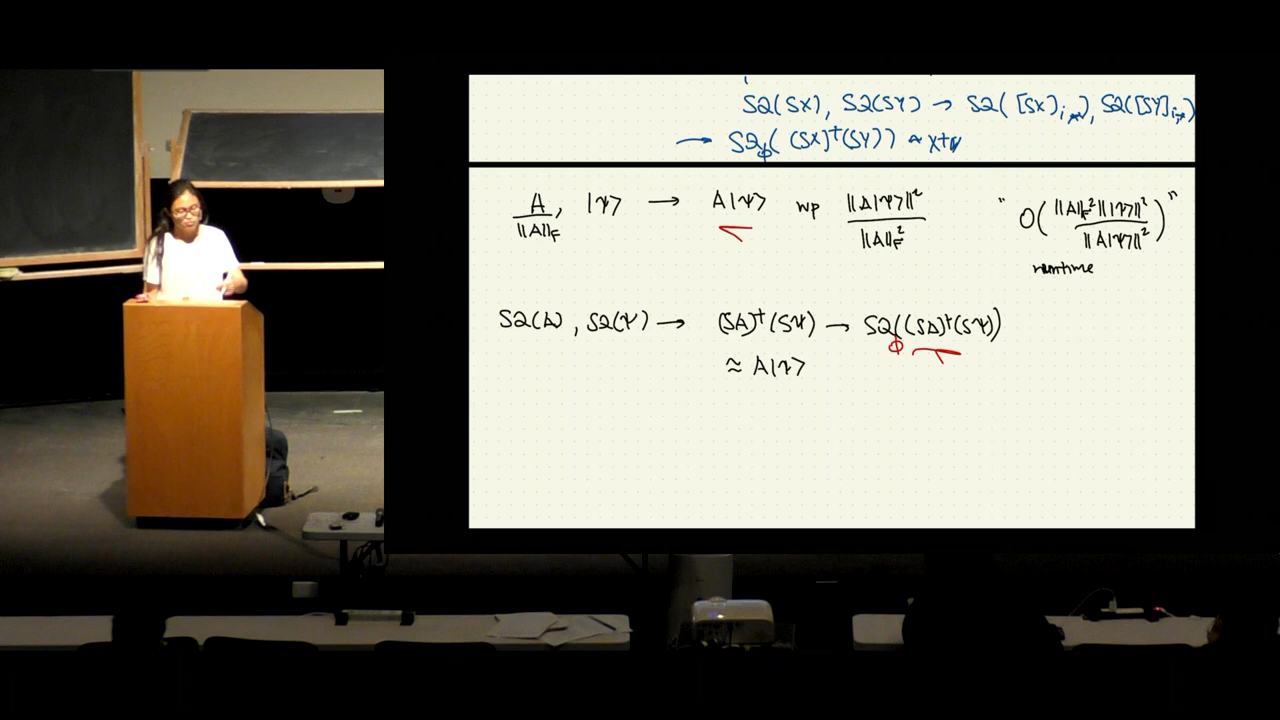 SQ(SX), SQ(SY) → SQ([SX]i,*), SQ([SY]i,*)
→ SQφ((SX)†(SY)) ≈ X†Y
A/‖A‖F, |ψ⟩ → A|ψ⟩ wp ‖A|ψ⟩‖²/‖A‖F² "O(‖A‖F²‖|ψ⟩‖²/‖A|ψ⟩‖²)"
runtime
SQ(A), SQ(ψ) → (SA)†(Sψ) → SQφ((SA)†(Sψ))
≈ A|ψ⟩